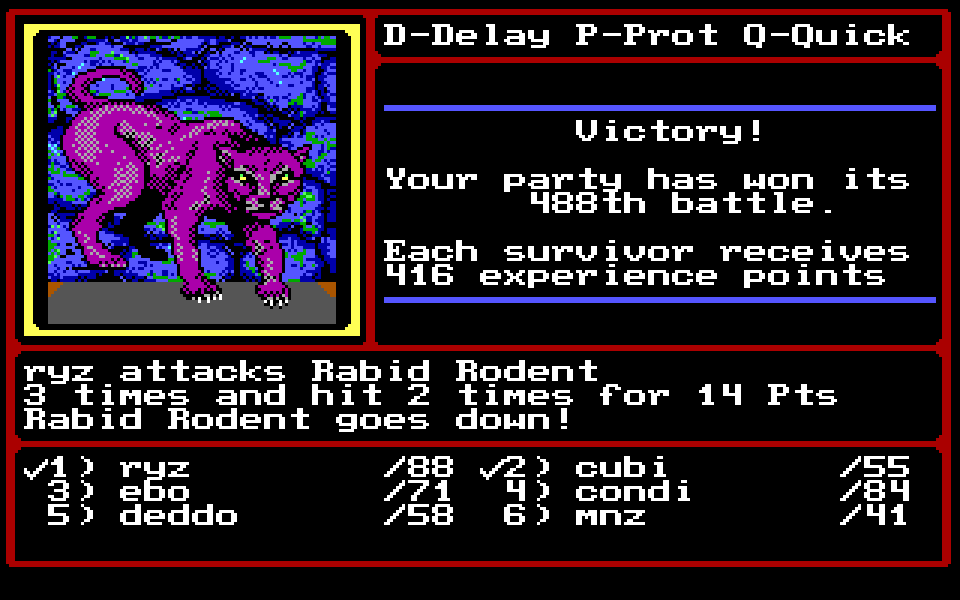 D-Delay P-Prot Q-Quick
Victory!
Your party has won its
488th battle.
Each survivor receives
416 experience points
ryz attacks Rabid Rodent
3 times and hit 2 times for 14 Pts
Rabid Rodent goes down!
✓1) ryz /88 ✓2) cubi /55
3) ebo /71 4) condi /84
5) deddo /58 6) mnz /41